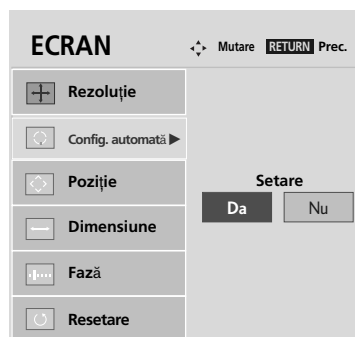 ECRAN
Mutare RETURN Prec.
Rezoluție
Config. automată ▶
Poziție
Dimensiune
Fază
Resetare
Setare
Da Nu